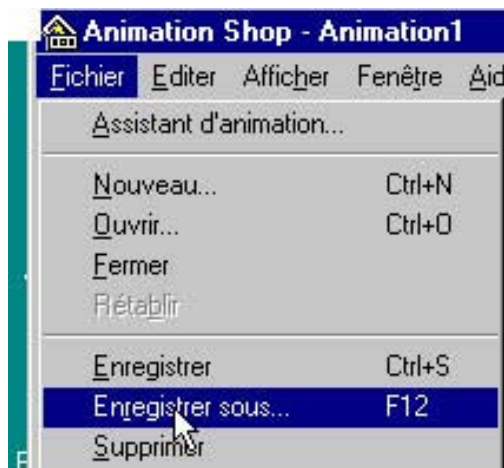 Animation Shop - Animation1
Fichier Editer Afficher Fenêtre Aid
Assistant d'animation...
Nouveau... Ctrl+N
Ouvrir... Ctrl+O
Fermer
Rétablir
Enregistrer Ctrl+S
Enregistrer sous... F12
Supprimer